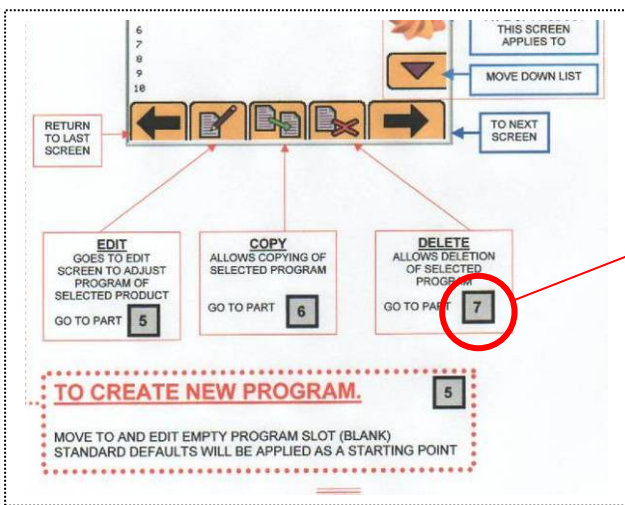 6
7
8
9
10
THIS SCREEN
APPLIES TO
MOVE DOWN LIST
RETURN
TO LAST
SCREEN
TO NEXT
SCREEN
EDIT
GOES TO EDIT
SCREEN TO ADJUST
PROGRAM OF
SELECTED PRODUCT
GO TO PART 5
COPY
ALLOWS COPYING OF
SELECTED PROGRAM
GO TO PART 6
DELETE
ALLOWS DELETION
OF SELECTED
PROGRAM
GO TO PART 7
TO CREATE NEW PROGRAM. 5
MOVE TO AND EDIT EMPTY PROGRAM SLOT (BLANK)
STANDARD DEFAULTS WILL BE APPLIED AS A STARTING POINT